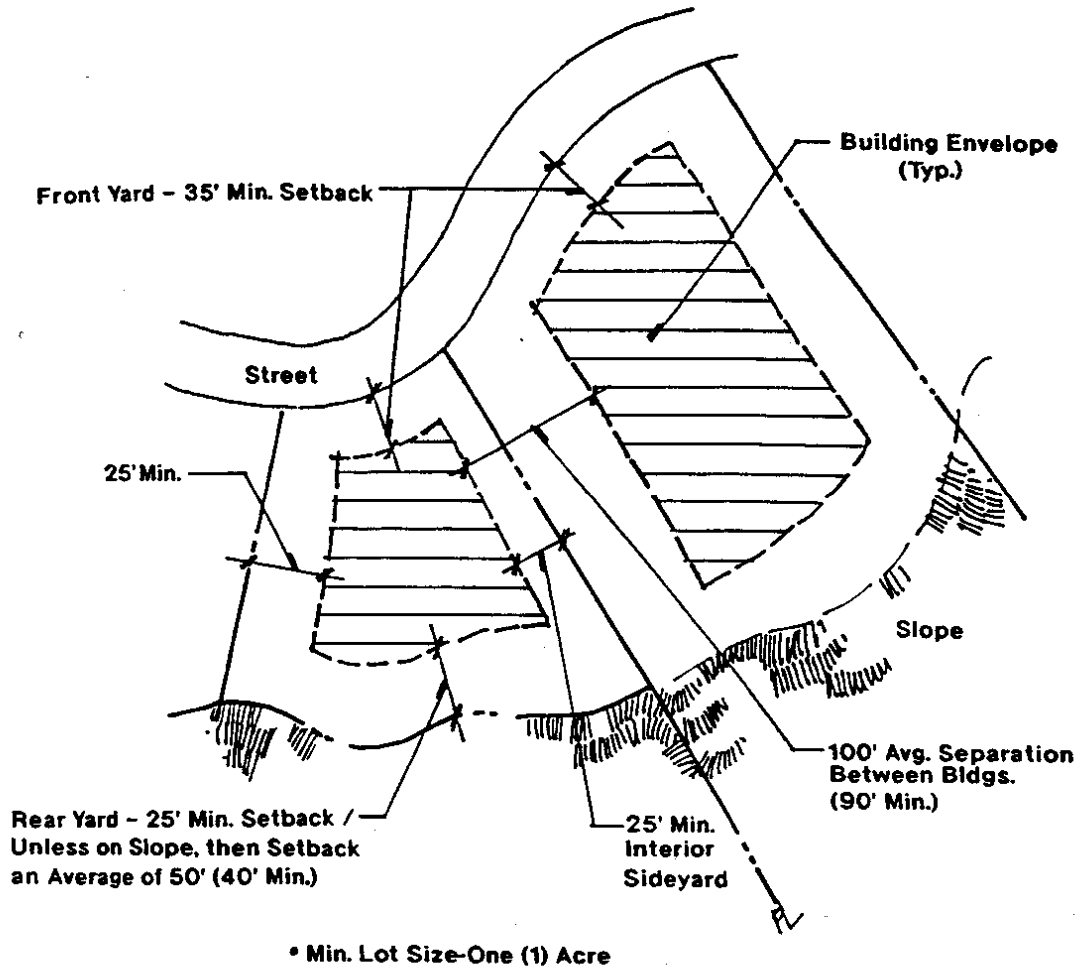 Building Envelope
(Typ.)
Front Yard - 35' Min. Setback
Street
25' Min.
Slope
100' Avg. Separation
Between Bldgs.
(90' Min.)
Rear Yard - 25' Min. Setback /
Unless on Slope, then Setback
an Average of 50' (40' Min.)
25' Min.
Interior
Sideyard
PL
• Min. Lot Size-One (1) Acre